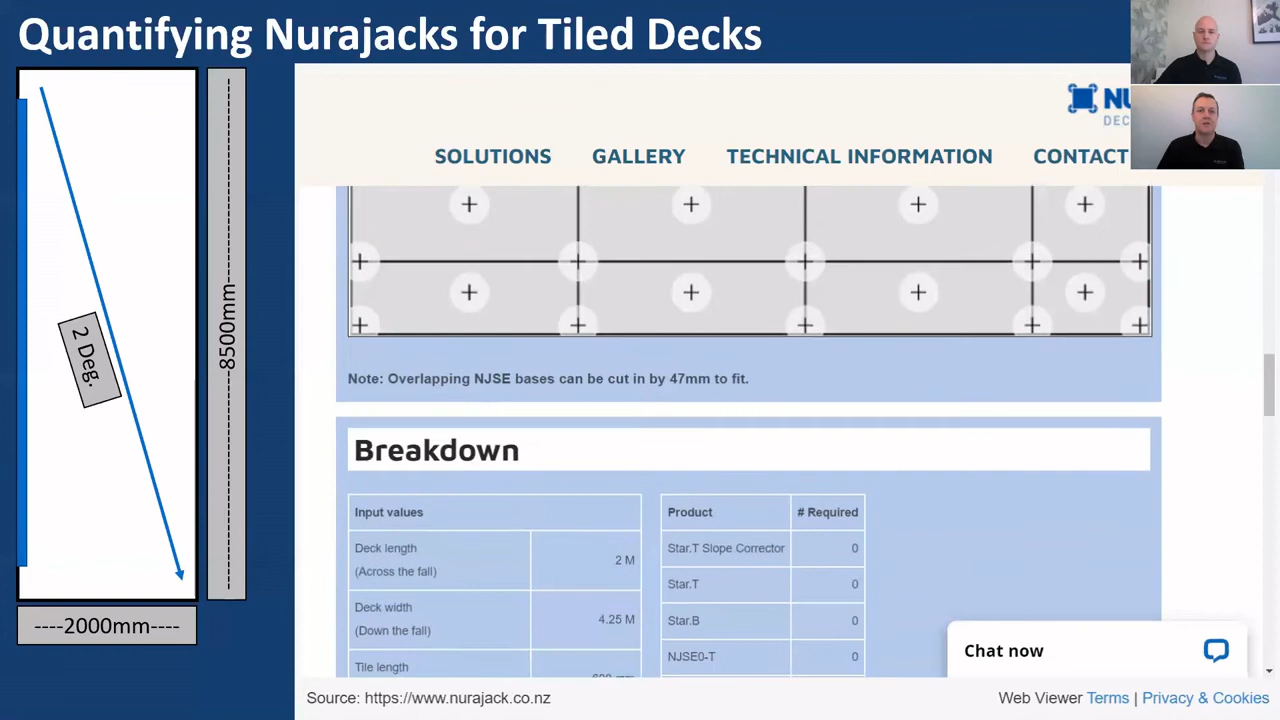 Quantifying Nurajacks for Tiled Decks
2 Deg.
----8500mm----
----2000mm----
NU
DEC
SOLUTIONS
GALLERY
TECHNICAL INFORMATION
CONTACT
Note: Overlapping NJSE bases can be cut in by 47mm to fit.
Breakdown
Input values
Deck length
(Across the fall)
2 M
Deck width
(Down the fall)
4.25 M
Tile length
Product
# Required
Star.T Slope Corrector
0
Star.T
0
Star.B
0
NJSE0-T
0
Chat now
Source: https://www.nurajack.co.nz
Web Viewer Terms | Privacy & Cookies